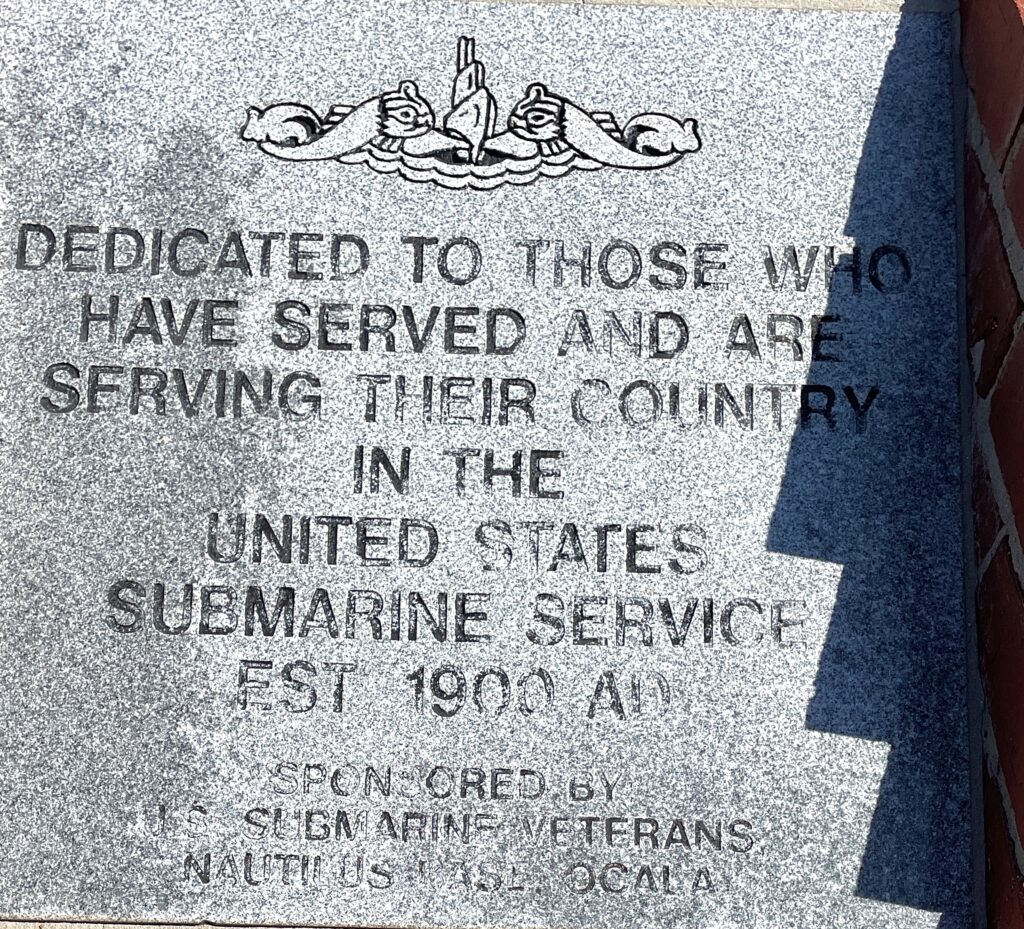 DEDICATED TO THOSE WHO
HAVE SERVED AND ARE
SERVING THEIR COUNTRY
IN THE
UNITED STATES
SUBMARINE SERVICE
EST 1900 AD
SPONSORED BY
U.S. SUBMARINE VETERANS
NAUTILUS BASE, OCALA